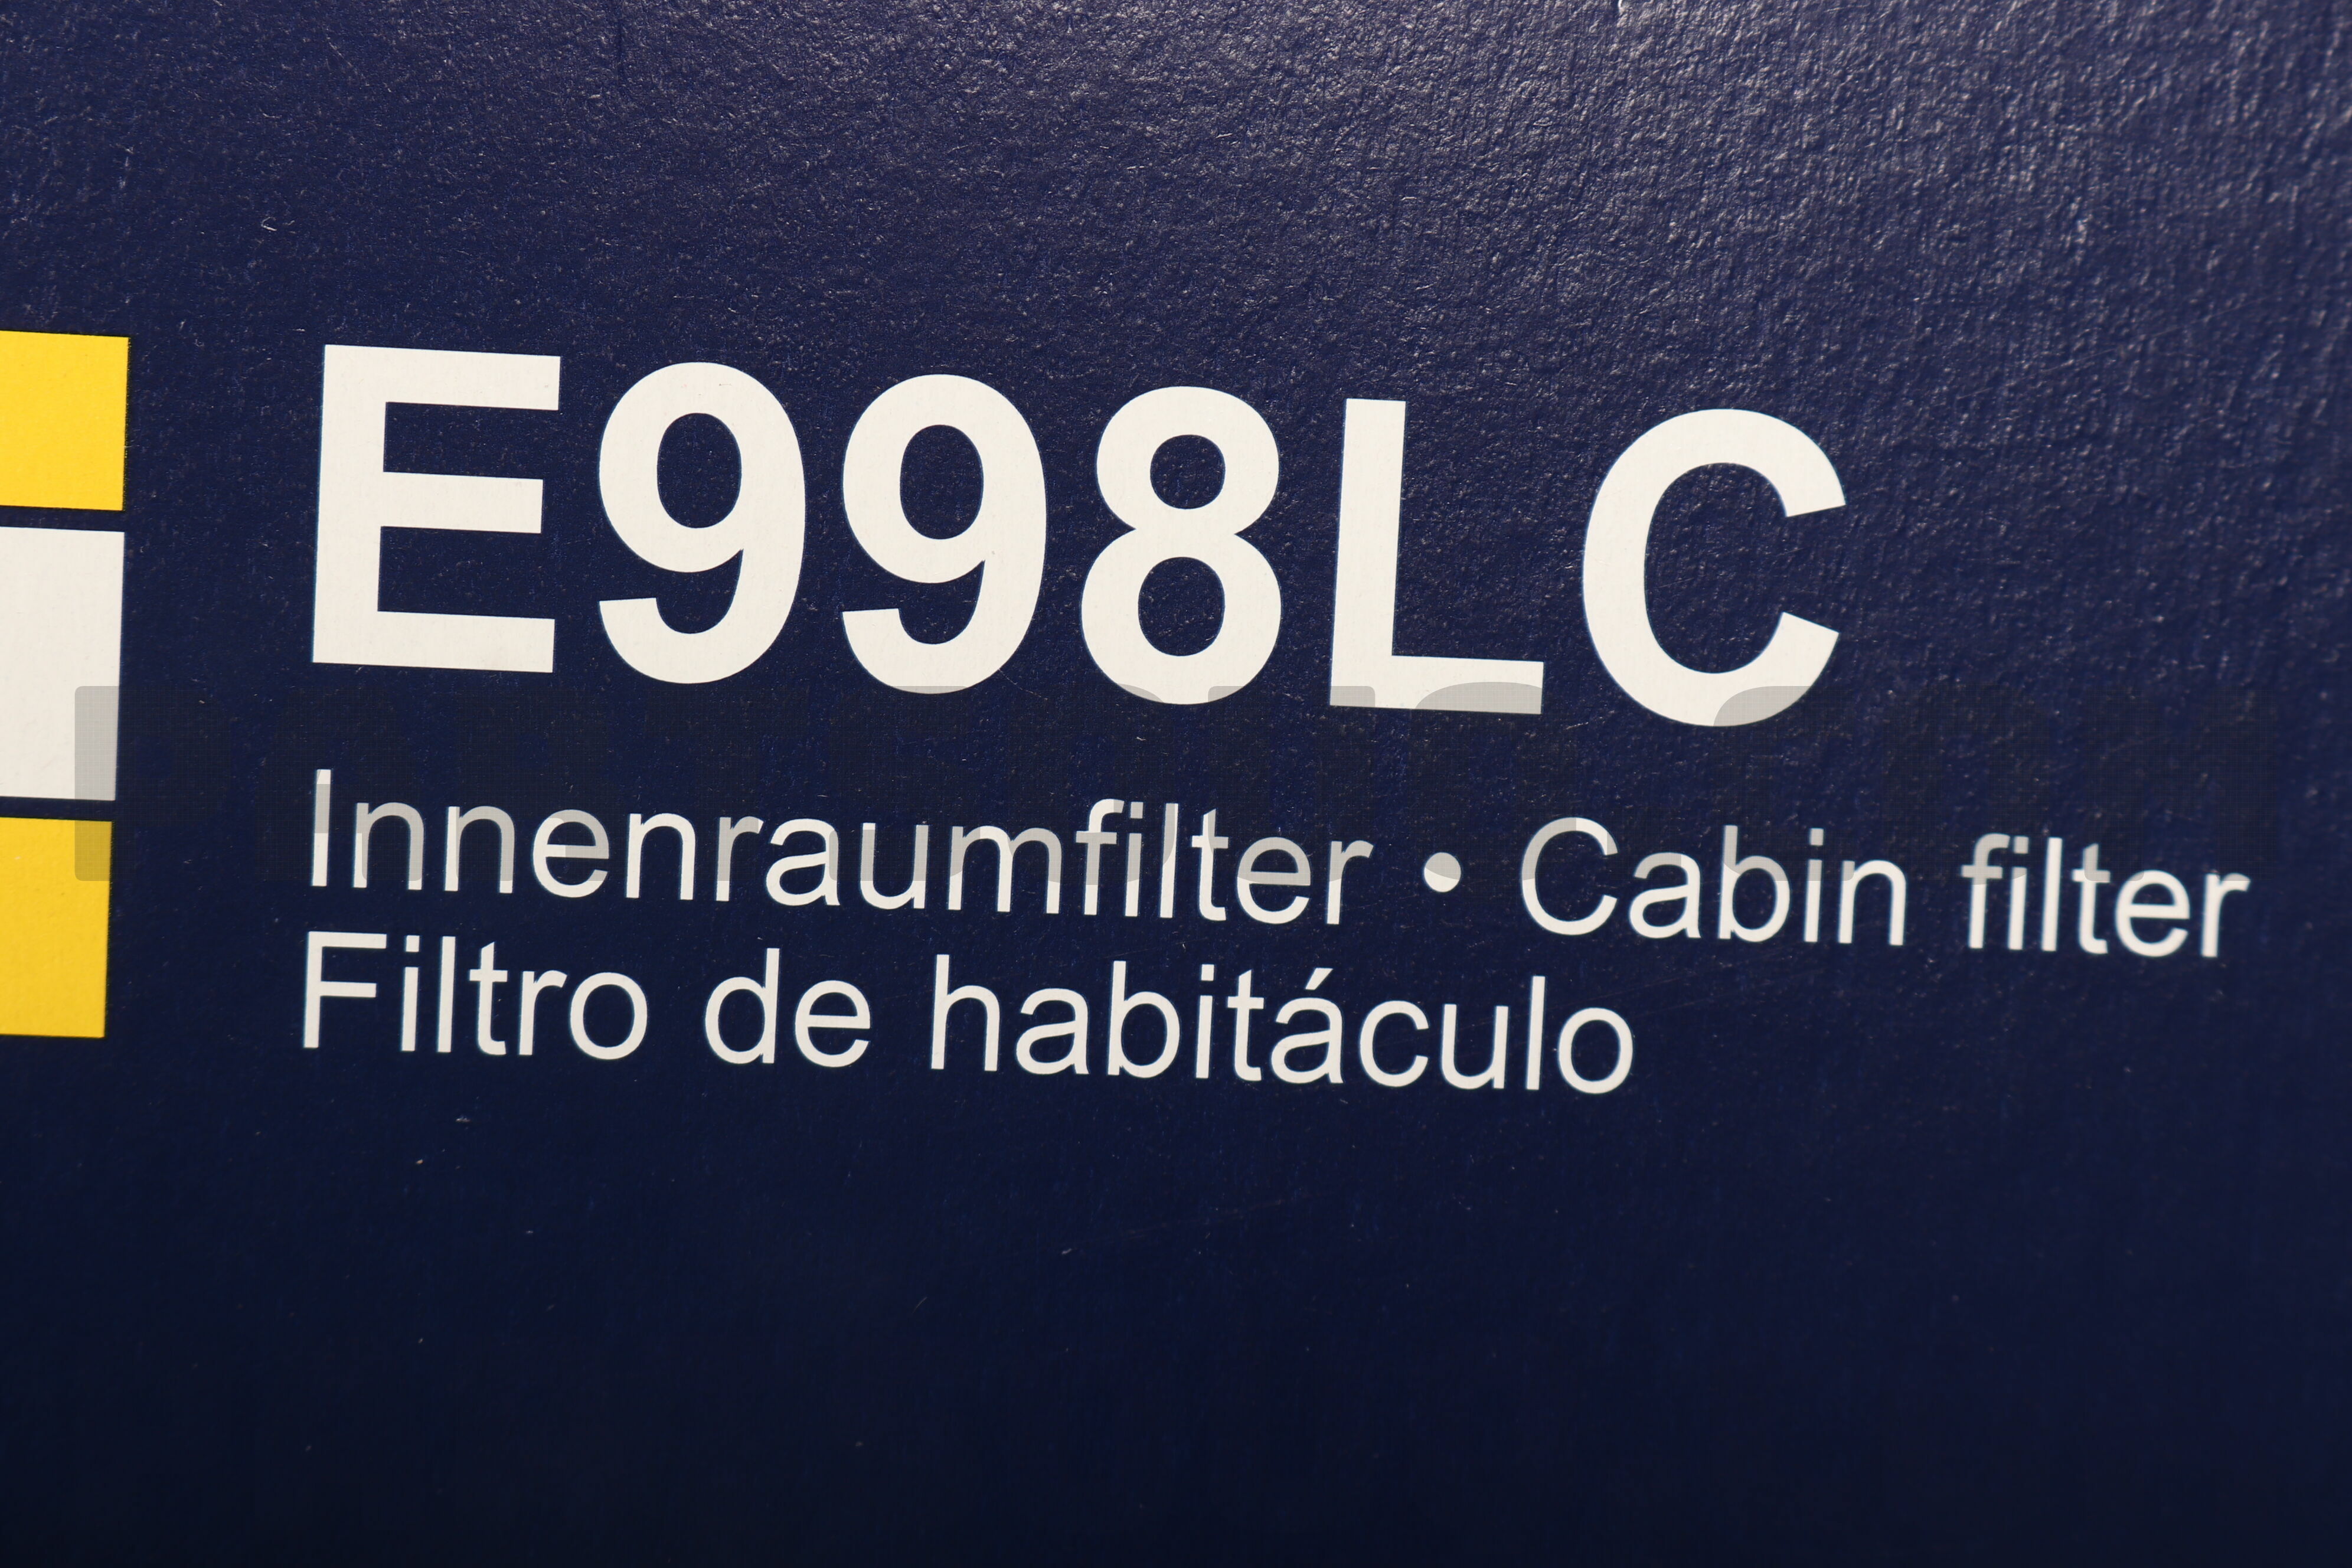 E998LC
Innenraumfilter • Cabin filter
Filtro de habitáculo